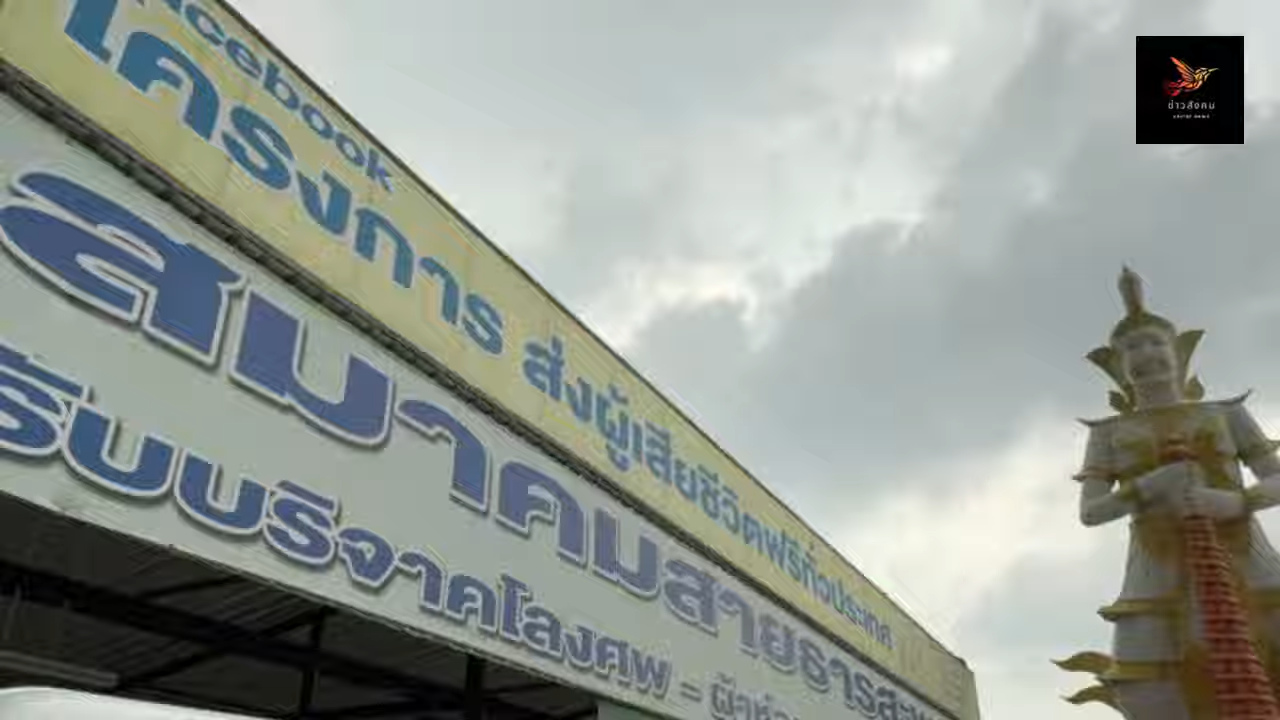 facebook
โครงการ ส่งผู้เสียชีวิตฟรีทั่วประเทศ
สมาคมสายธารสะพ
รับบริจาคโลงศพ - ผ้าห่อ
ข่าวสังคม